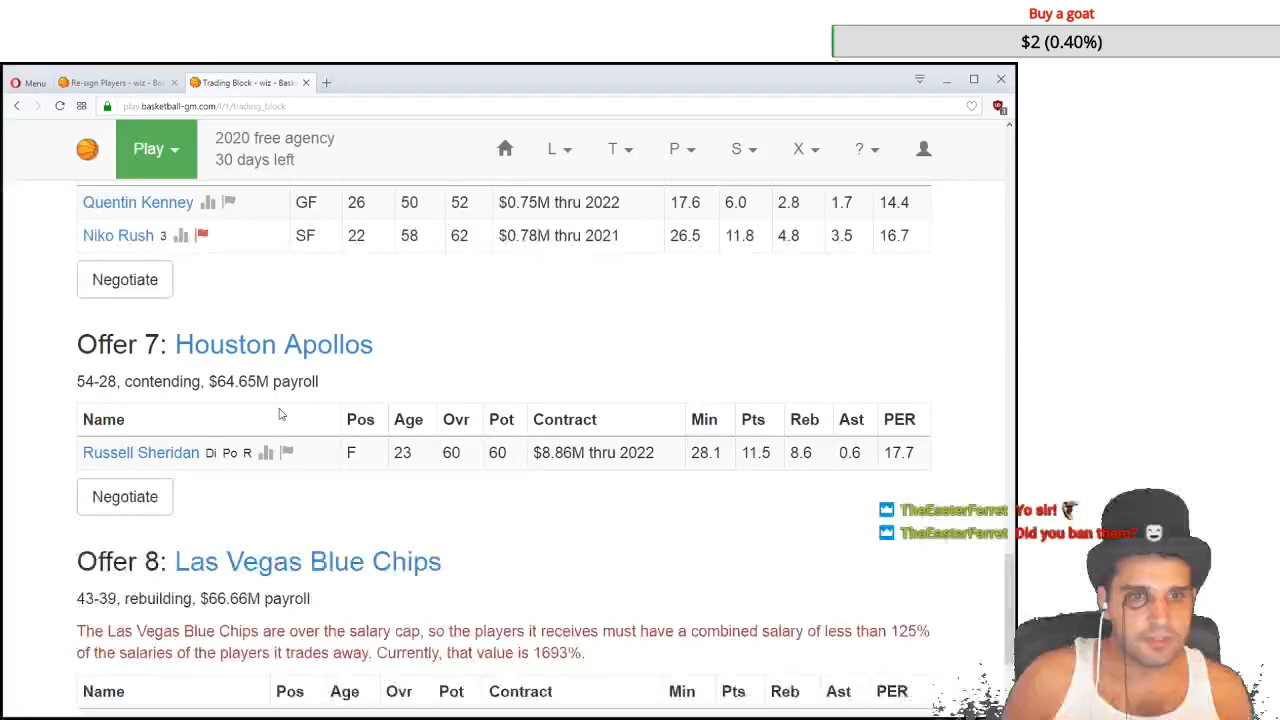 Buy a goat
$2 (0.40%)
Menu
Re-sign Players - wiz - Bas
Trading Block - wiz - Bask
play.basketball-gm.com/l/1/trading_block
Play
2020 free agency
30 days left
L T P S X ?
Quentin Kenney GF 26 50 52 $0.75M thru 2022 17.6 6.0 2.8 1.7 14.4
Niko Rush 3 SF 22 58 62 $0.78M thru 2021 26.5 11.8 4.8 3.5 16.7
Negotiate
Offer 7: Houston Apollos
54-28, contending, $64.65M payroll
Name Pos Age Ovr Pot Contract Min Pts Reb Ast PER
Russell Sheridan Di Po R F 23 60 60 $8.86M thru 2022 28.1 11.5 8.6 0.6 17.7
Negotiate
TheEasterFerret Yo sir!
TheEasterFerret Did you ban them?
Offer 8: Las Vegas Blue Chips
43-39, rebuilding, $66.66M payroll
The Las Vegas Blue Chips are over the salary cap, so the players it receives must have a combined salary of less than 125%
of the salaries of the players it trades away. Currently, that value is 1693%.
Name Pos Age Ovr Pot Contract Min Pts Reb Ast PER